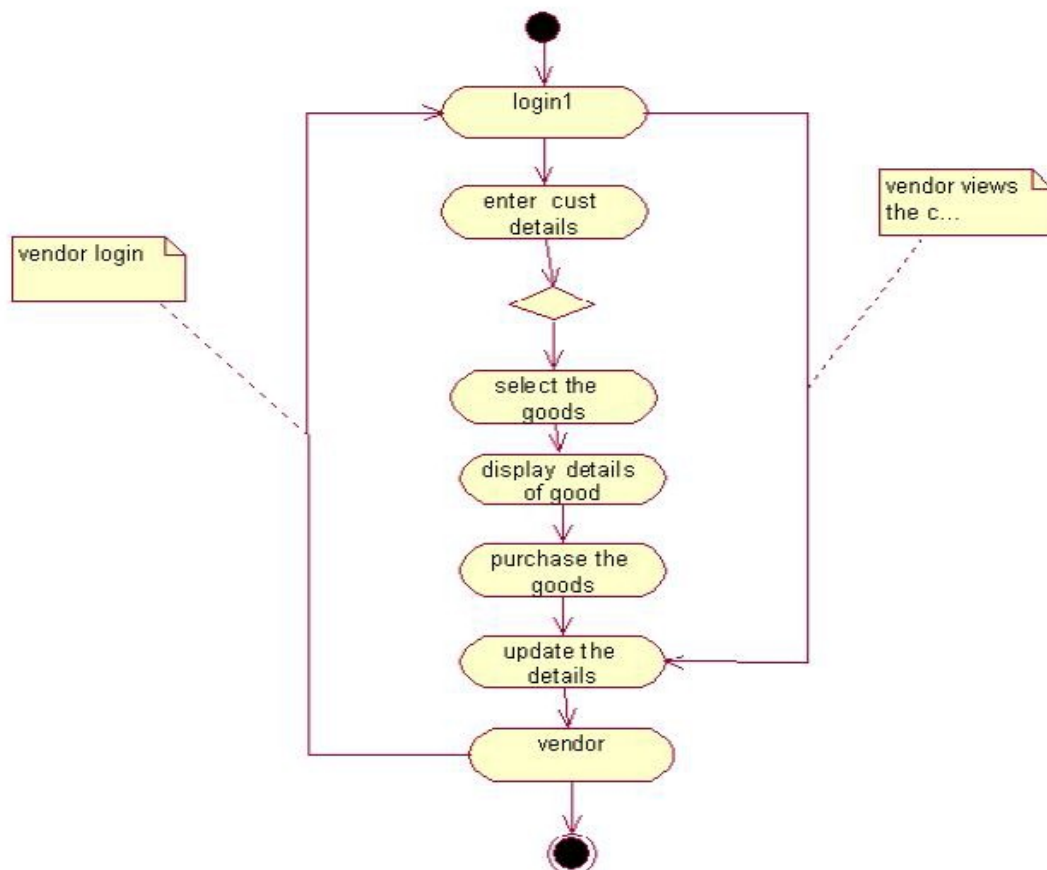 login1
enter cust
details
vendor views
the c...
vendor login
select the
goods
display details
of good
purchase the
goods
update the
details
vendor